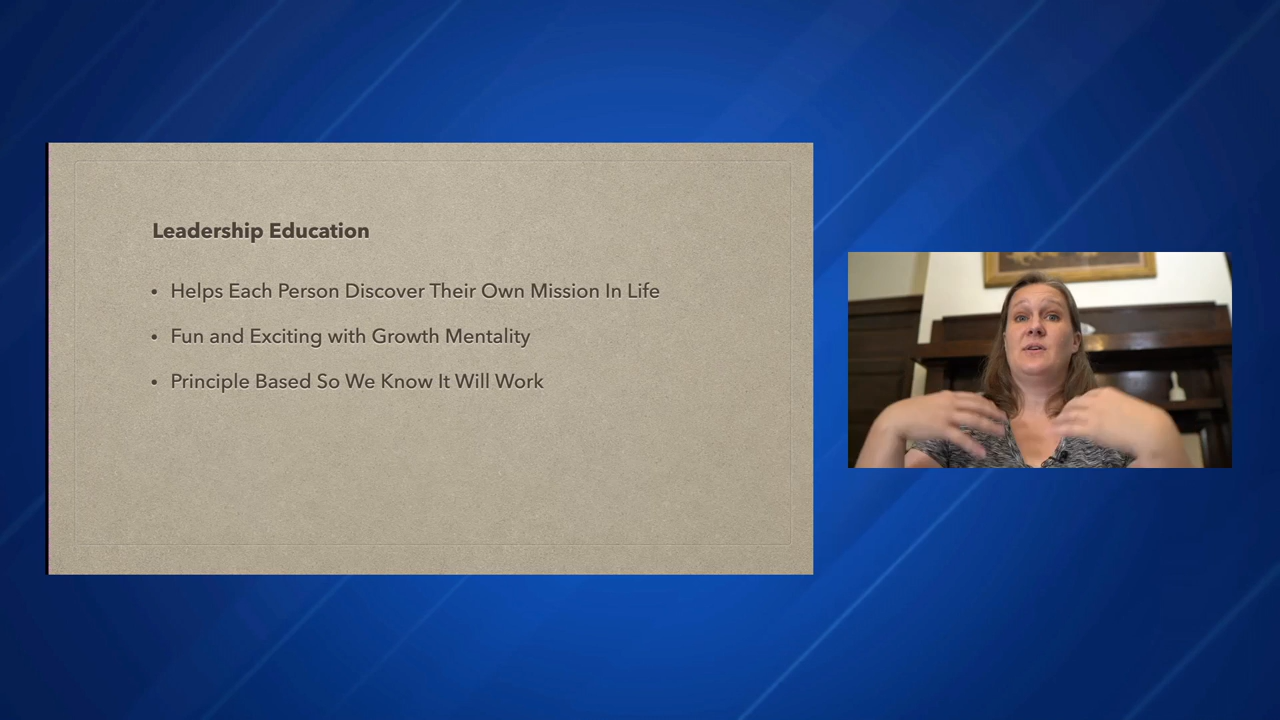 Leadership Education
• Helps Each Person Discover Their Own Mission In Life
• Fun and Exciting with Growth Mentality
• Principle Based So We Know It Will Work